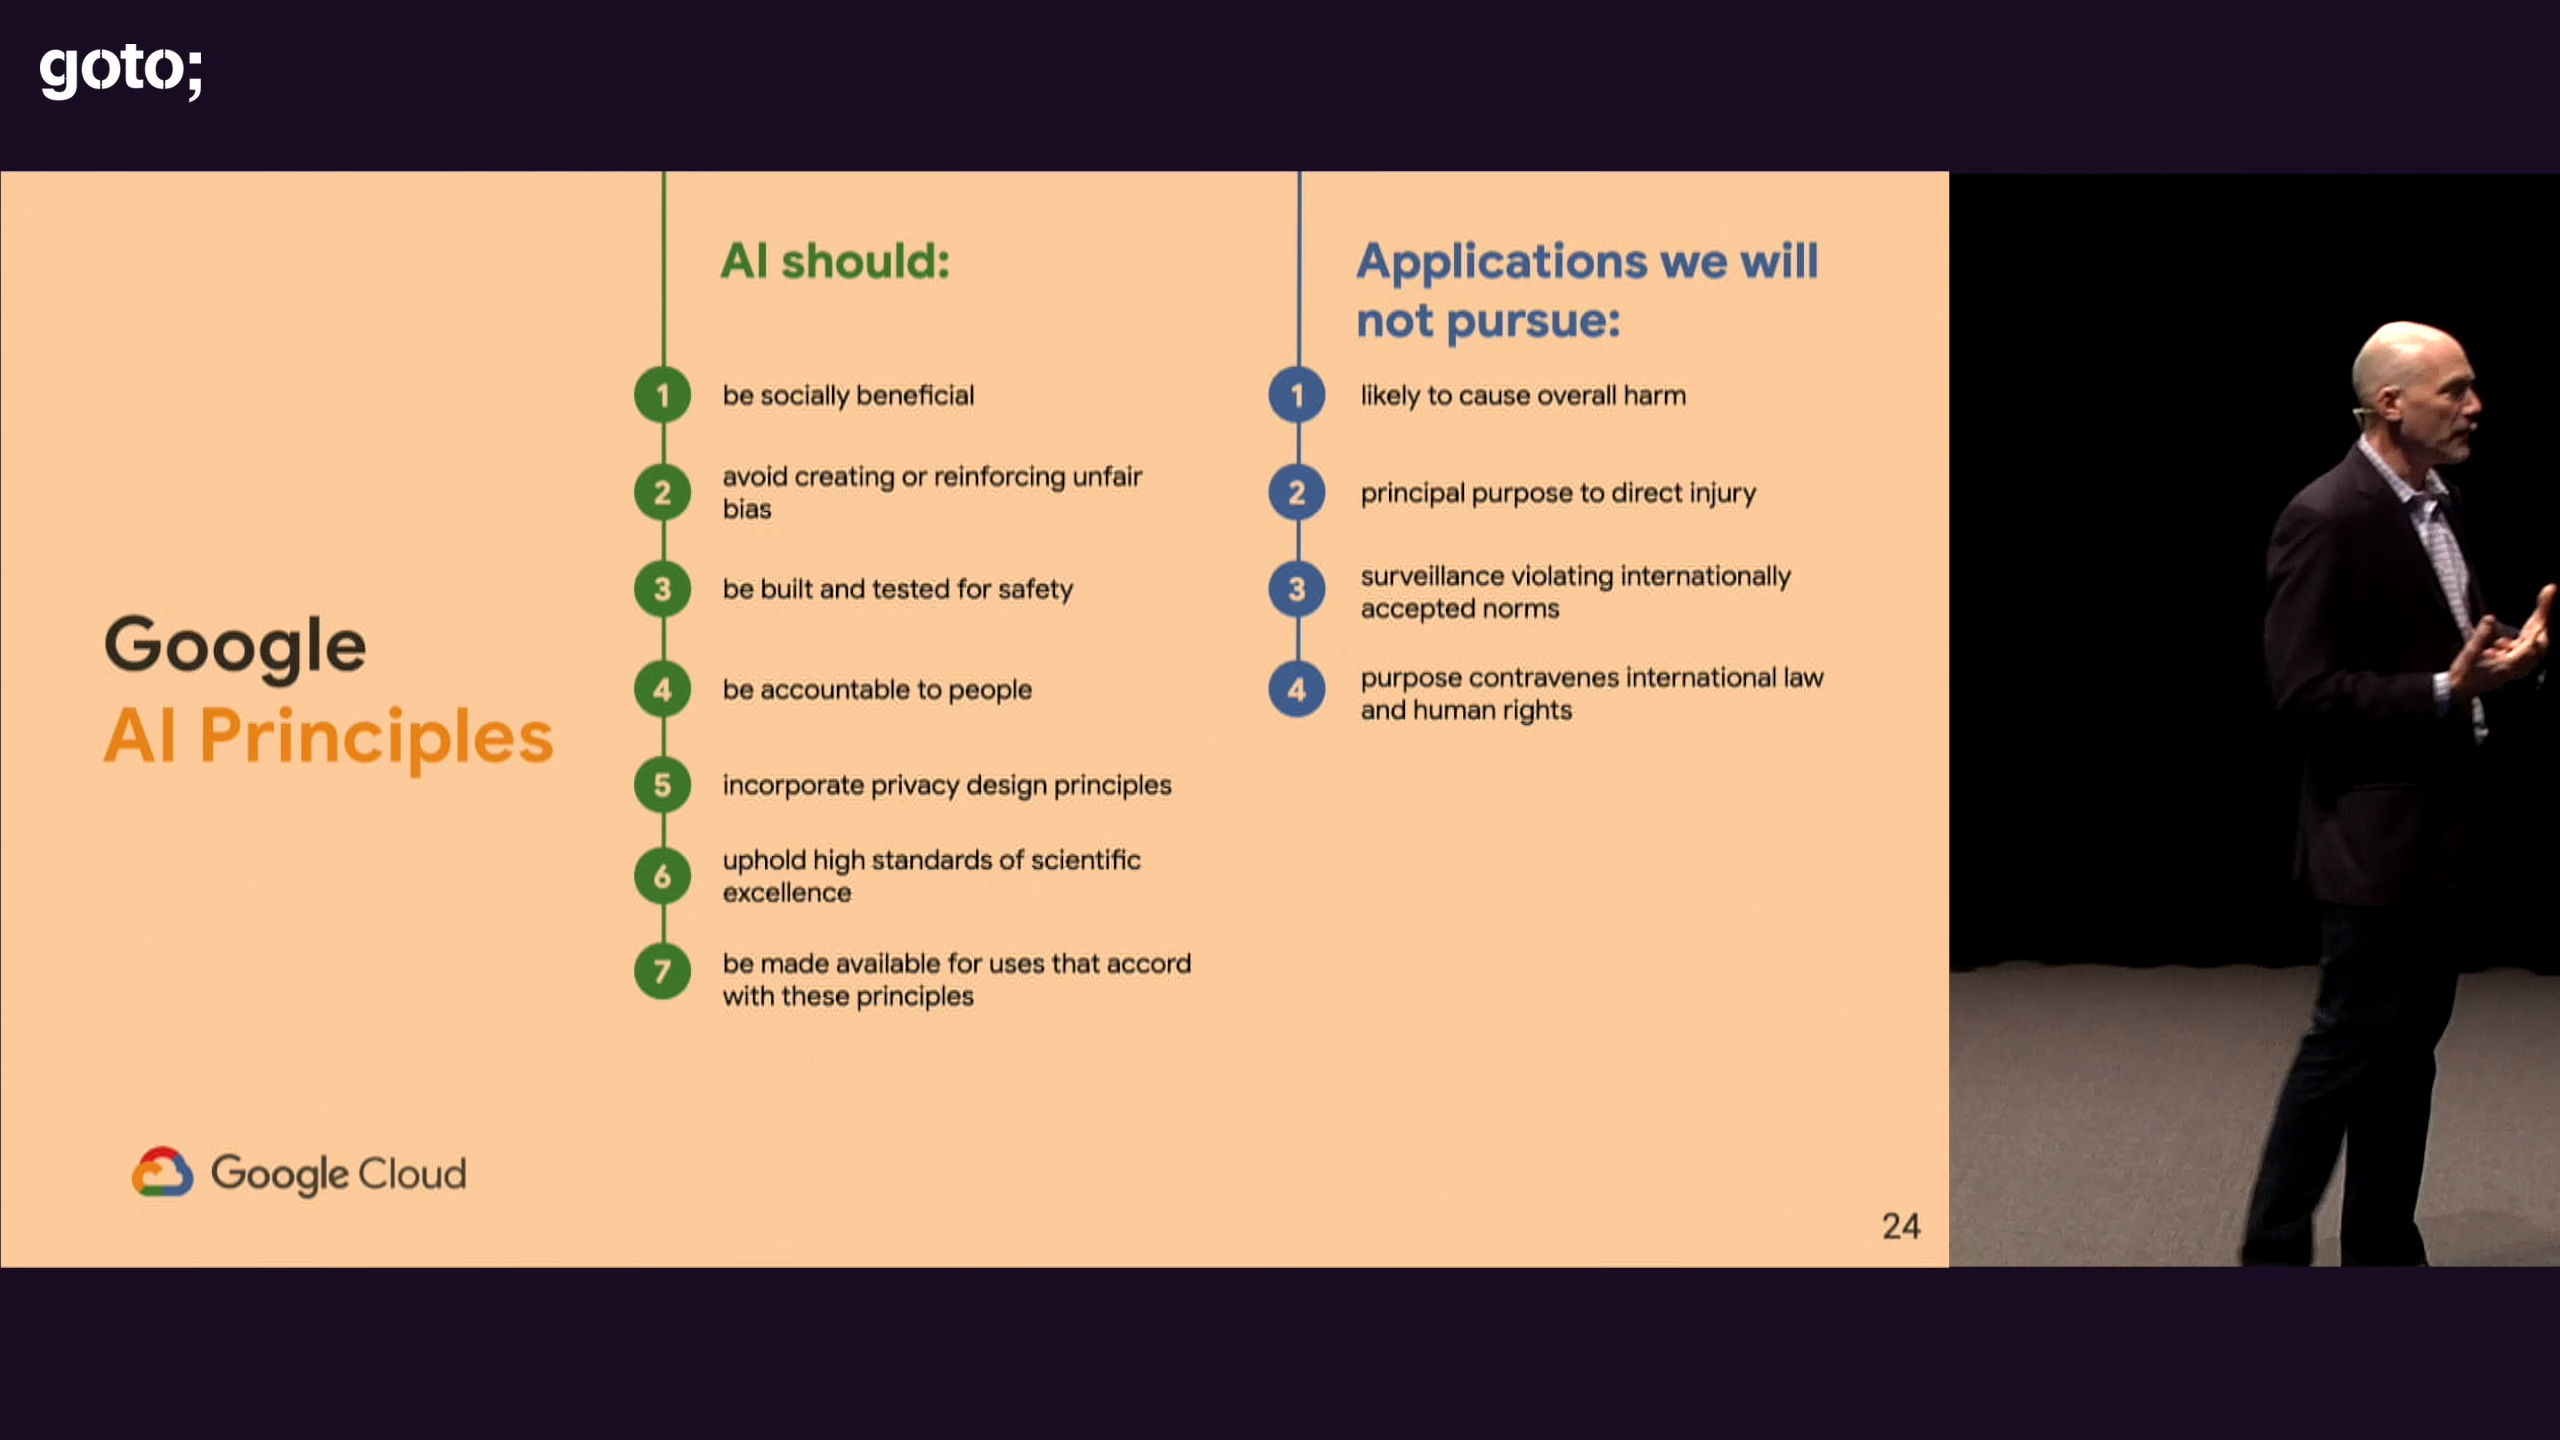 goto;
Google
AI Principles
AI should:
1
be socially beneficial
2
avoid creating or reinforcing unfair
bias
3
be built and tested for safety
4
be accountable to people
5
incorporate privacy design principles
6
uphold high standards of scientific
excellence
7
be made available for uses that accord
with these principles
Applications we will
not pursue:
1
likely to cause overall harm
2
principal purpose to direct injury
3
surveillance violating internationally
accepted norms
4
purpose contravenes international law
and human rights
Google Cloud
24